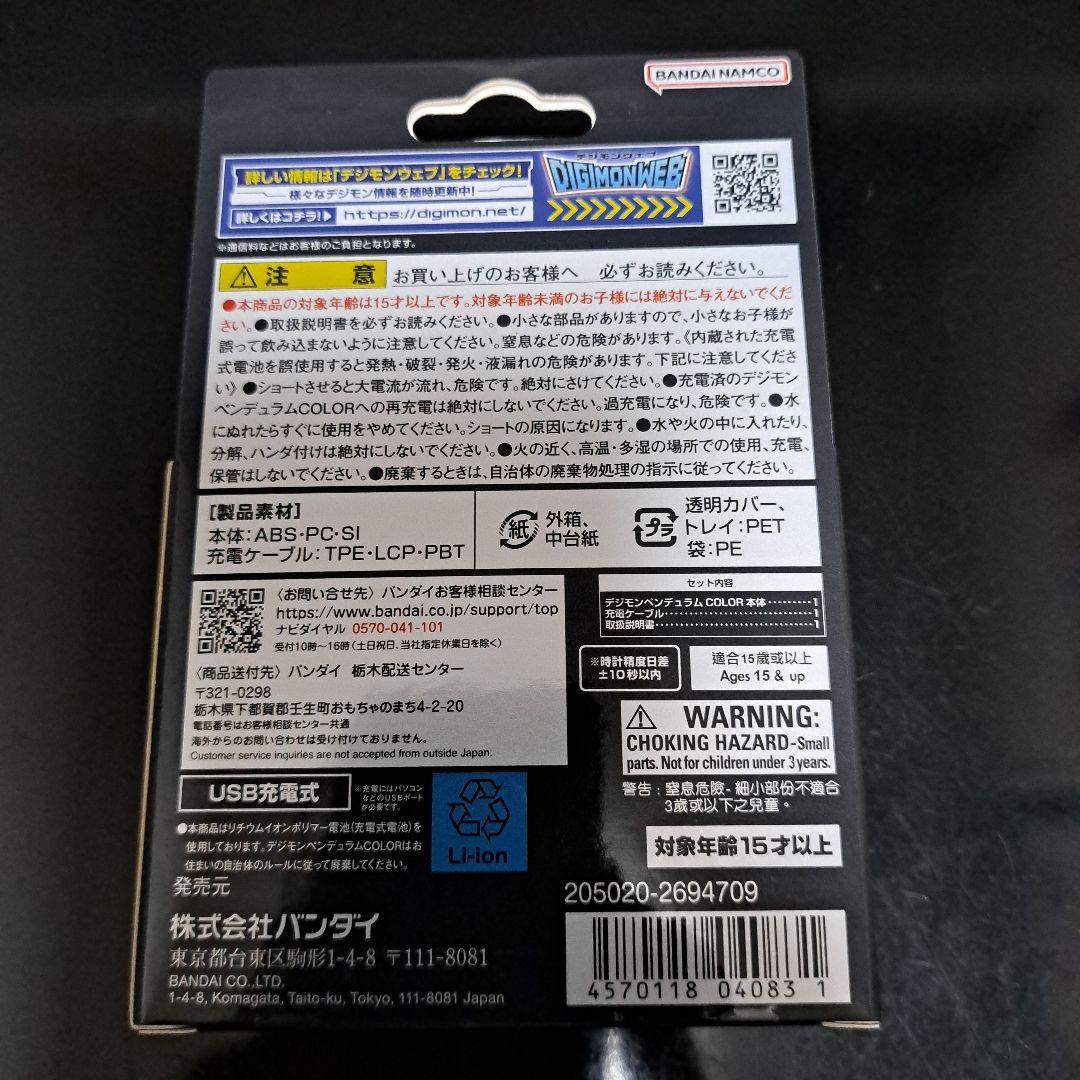 BANDAI NAMCO
詳しい情報は「デジモンウェブ」をチェック!
様々なデジモン情報を随時更新中!
詳しくはコチラ!▶ https://digimon.net/
デジモンウェブ
DIGIMONWEB
※通信料などはお客様のご負担となります。
⚠注 意 お買い上げのお客様へ 必ずお読みください。
●本商品の対象年齢は15才以上です。対象年齢未満のお子様には絶対に与えないでくだ
さい。●取扱説明書を必ずお読みください。●小さな部品がありますので、小さなお子様が
誤って飲み込まないように注意してください。窒息などの危険があります。《内蔵された充電
式電池を誤使用すると発熱・破裂・発火・液漏れの危険があります。下記に注意してくださ
い》●ショートさせると大電流が流れ、危険です。絶対にさけてください。●充電済のデジモン
ペンデュラムCOLORへの再充電は絶対にしないでください。過充電になり、危険です。●水
にぬれたらすぐに使用をやめてください。ショートの原因になります。●水や火の中に入れたり、
分解、ハンダ付けは絶対にしないでください。●火の近く、高温・多湿の場所での使用、充電、
保管はしないでください。●廃棄するときは、自治体の廃棄物処理の指示に従ってください。
[製品素材]
本体:ABS・PC・SI
充電ケーブル:TPE・LCP・PBT
紙
外箱、
中台紙
プラ
透明カバー、
トレイ:PET
袋:PE
〈お問い合せ先〉バンダイお客様相談センター
https://www.bandai.co.jp/support/top
ナビダイヤル 0570-041-101
受付10時〜16時(土日祝日、当社指定休業日を除く)
〈商品送付先〉バンダイ 栃木配送センター
〒321-0298
栃木県下都賀郡壬生町おもちゃのまち4-2-20
電話番号はお客様相談センター共通
海外からのお問い合わせは受け付けておりません。
Customer service inquiries are not accepted from outside Japan.
セット内容
デジモンペンデュラム COLOR 本体………1
充電ケーブル………1
取扱説明書………1
※時計精度日差
±10秒以内
適合15歲或以上
Ages 15 & up
⚠ WARNING:
CHOKING HAZARD-Small
parts. Not for children under 3 years.
警告:窒息危險-細小部份不適合
3歲或以下之兒童。
USB充電式
※充電にはパソコン
などのUSBポート
が必要です。
●本商品はリチウムイオンポリマー電池(充電式電池)を
使用しております。デジモンペンデュラムCOLORはお
住まいの自治体のルールに従って廃棄してください。
Li-ion
対象年齢15才以上
発売元
株式会社バンダイ
東京都台東区駒形1-4-8 〒111-8081
BANDAI CO.,LTD.
1-4-8, Komagata, Taito-ku, Tokyo, 111-8081 Japan
205020-2694709
4570118 04083 1